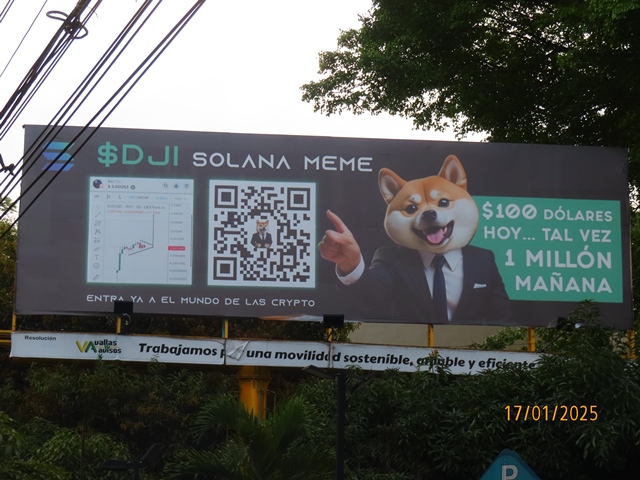 $DJI SOLANA MEME
$100 DÓLARES
HOY... TAL VEZ
1 MILLÓN
MAÑANA
ENTRA YA A EL MUNDO DE LAS CRYPTO
Resolución
vallas y avisos
Trabajamos p una movilidad sostenible, amable y eficiente
17/01/2025
P